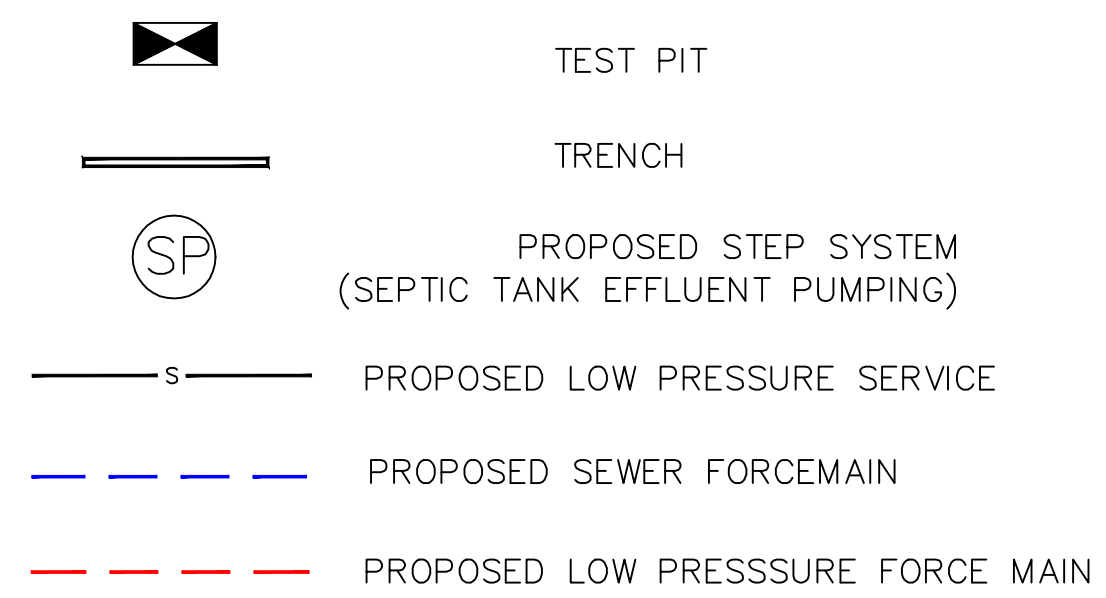 TEST PIT
TRENCH
SP
PROPOSED STEP SYSTEM
(SEPTIC TANK EFFLUENT PUMPING)
S
PROPOSED LOW PRESSURE SERVICE
PROPOSED SEWER FORCEMAIN
PROPOSED LOW PRESSSURE FORCE MAIN